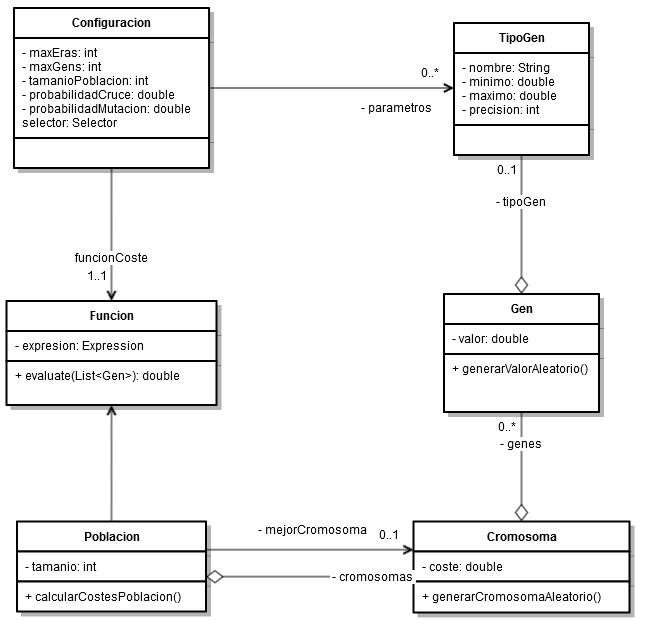 Configuracion
- maxEras: int
- maxGens: int
- tamanioPoblacion: int
- probabilidadCruce: double
- probabilidadMutacion: double
selector: Selector
0..*
- parametros
TipoGen
- nombre: String
- minimo: double
- maximo: double
- precision: int
0..1
- tipoGen
funcionCoste
1..1
Funcion
- expresion: Expression
+ evaluate(List<Gen>): double
Gen
- valor: double
+ generarValorAleatorio()
0..*
- genes
Poblacion
- tamanio: int
+ calcularCostesPoblacion()
- mejorCromosoma
0..1
- cromosomas
Cromosoma
- coste: double
+ generarCromosomaAleatorio()